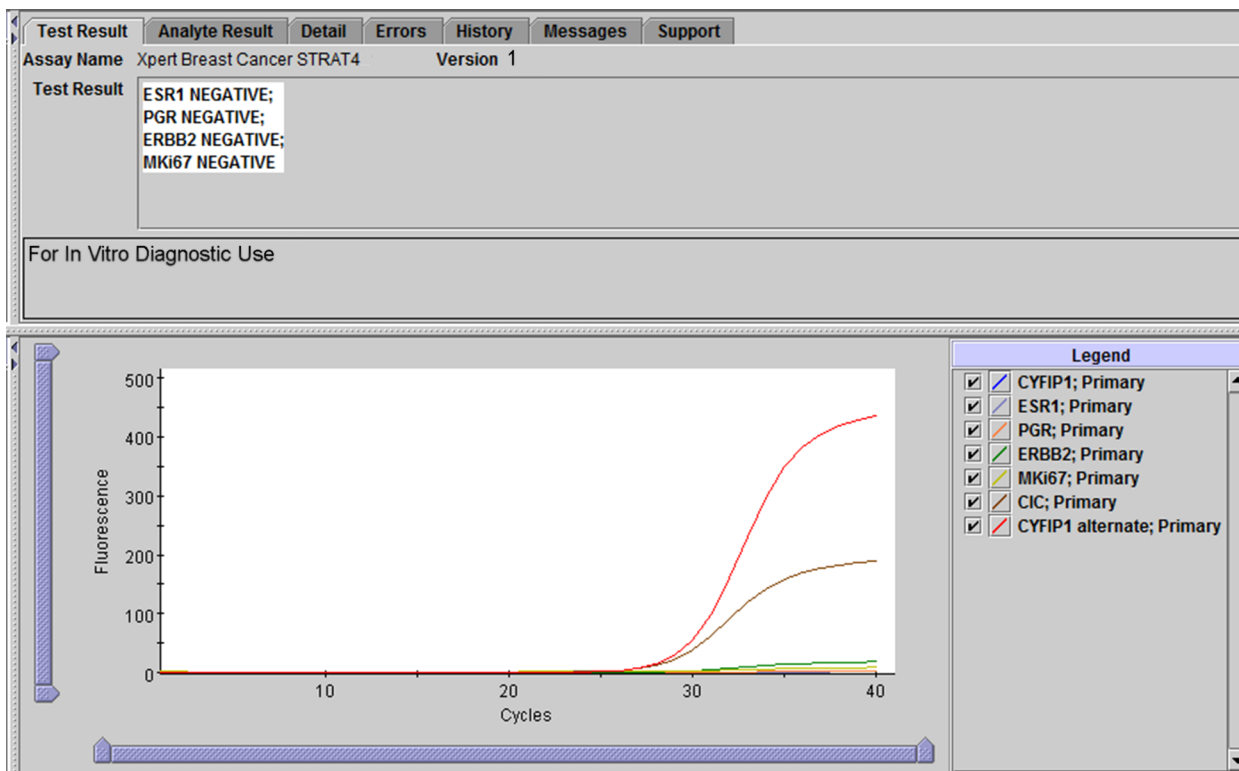 Test Result Analyte Result Detail Errors History Messages Support
Assay Name Xpert Breast Cancer STRAT4 Version 1
Test Result
ESR1 NEGATIVE;
PGR NEGATIVE;
ERBB2 NEGATIVE;
MKi67 NEGATIVE
For In Vitro Diagnostic Use
500
400
300
200
100
0
Fluorescence
10 20 30 40
Cycles
Legend
CYFIP1; Primary
ESR1; Primary
PGR; Primary
ERBB2; Primary
MKi67; Primary
CIC; Primary
CYFIP1 alternate; Primary